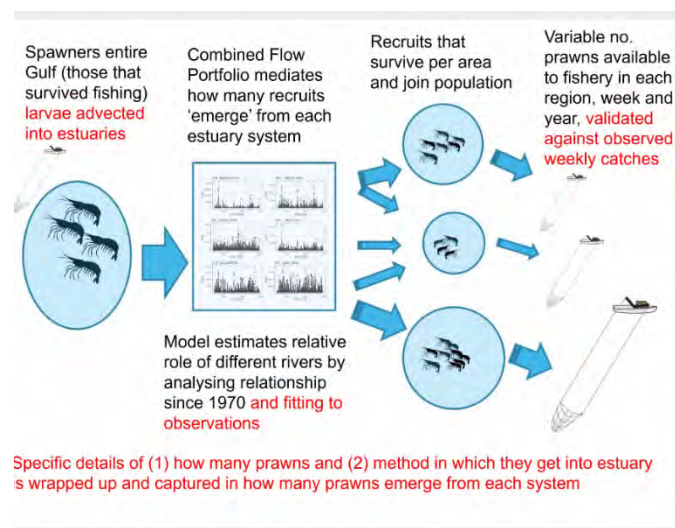 Spawners entire
Gulf (those that
survived fishing)
larvae advected
into estuaries
Combined Flow
Portfolio mediates
how many recruits
‘emerge’ from each
estuary system
Recruits that
survive per area
and join population
Variable no.
prawns available
to fishery in each
region, week and
year, validated
against observed
weekly catches
Model estimates relative
role of different rivers by
analysing relationship
since 1970 and fitting to
observations
Specific details of (1) how many prawns and (2) method in which they get into estuary
is wrapped up and captured in how many prawns emerge from each system